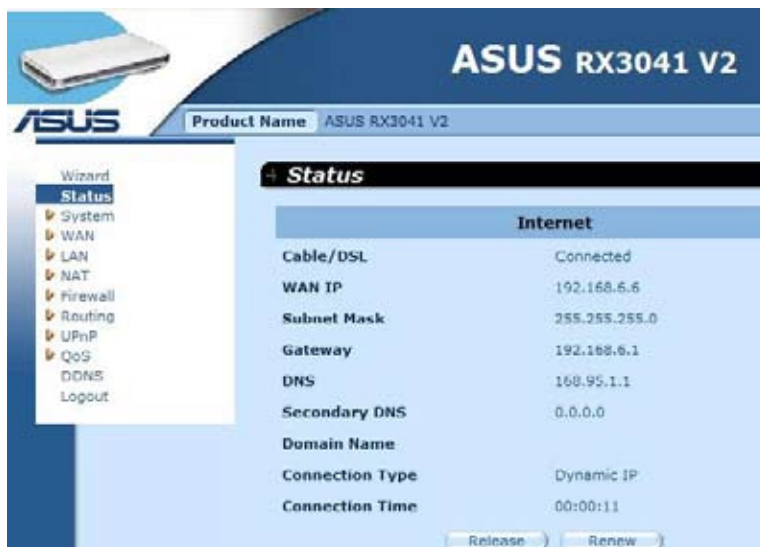 ASUS RX3041 V2
ASUS
Product Name ASUS RX3041 V2
Wizard
Status
System
WAN
LAN
NAT
Firewall
Routing
UPnP
QoS
DDNS
Logout
Status
Internet
Cable/DSL Connected
WAN IP 192.168.6.6
Subnet Mask 255.255.255.0
Gateway 192.168.6.1
DNS 168.95.1.1
Secondary DNS 0.0.0.0
Domain Name
Connection Type Dynamic IP
Connection Time 00:00:11
Release Renew